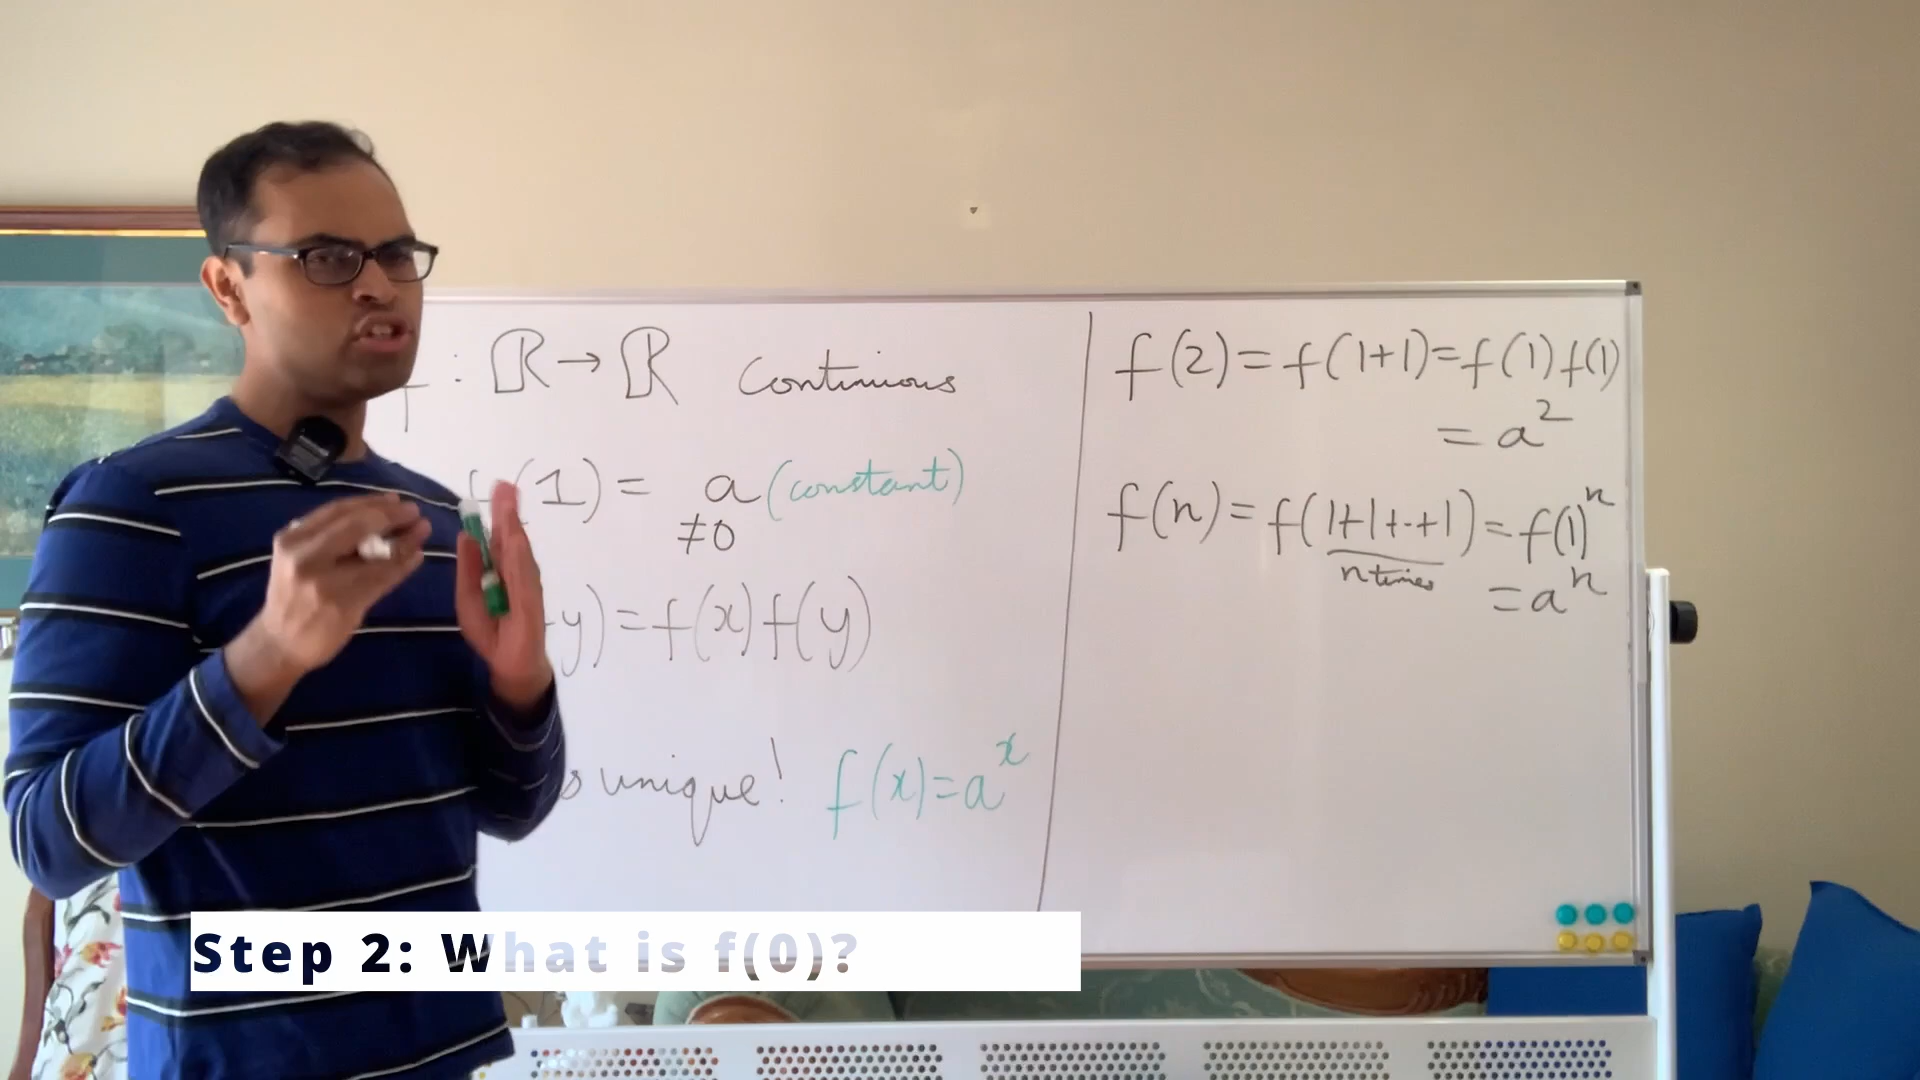 : ℝ → ℝ Continious
f(1) = a (constant)
≠0
y) = f(x) f(y)
unique! f(x) = a^x
f(2) = f(1+1) = f(1) f(1)
= a^2
f(n) = f(1+1+··+1) = f(1)^n
n times
= a^n
Step 2: What is f(0)?